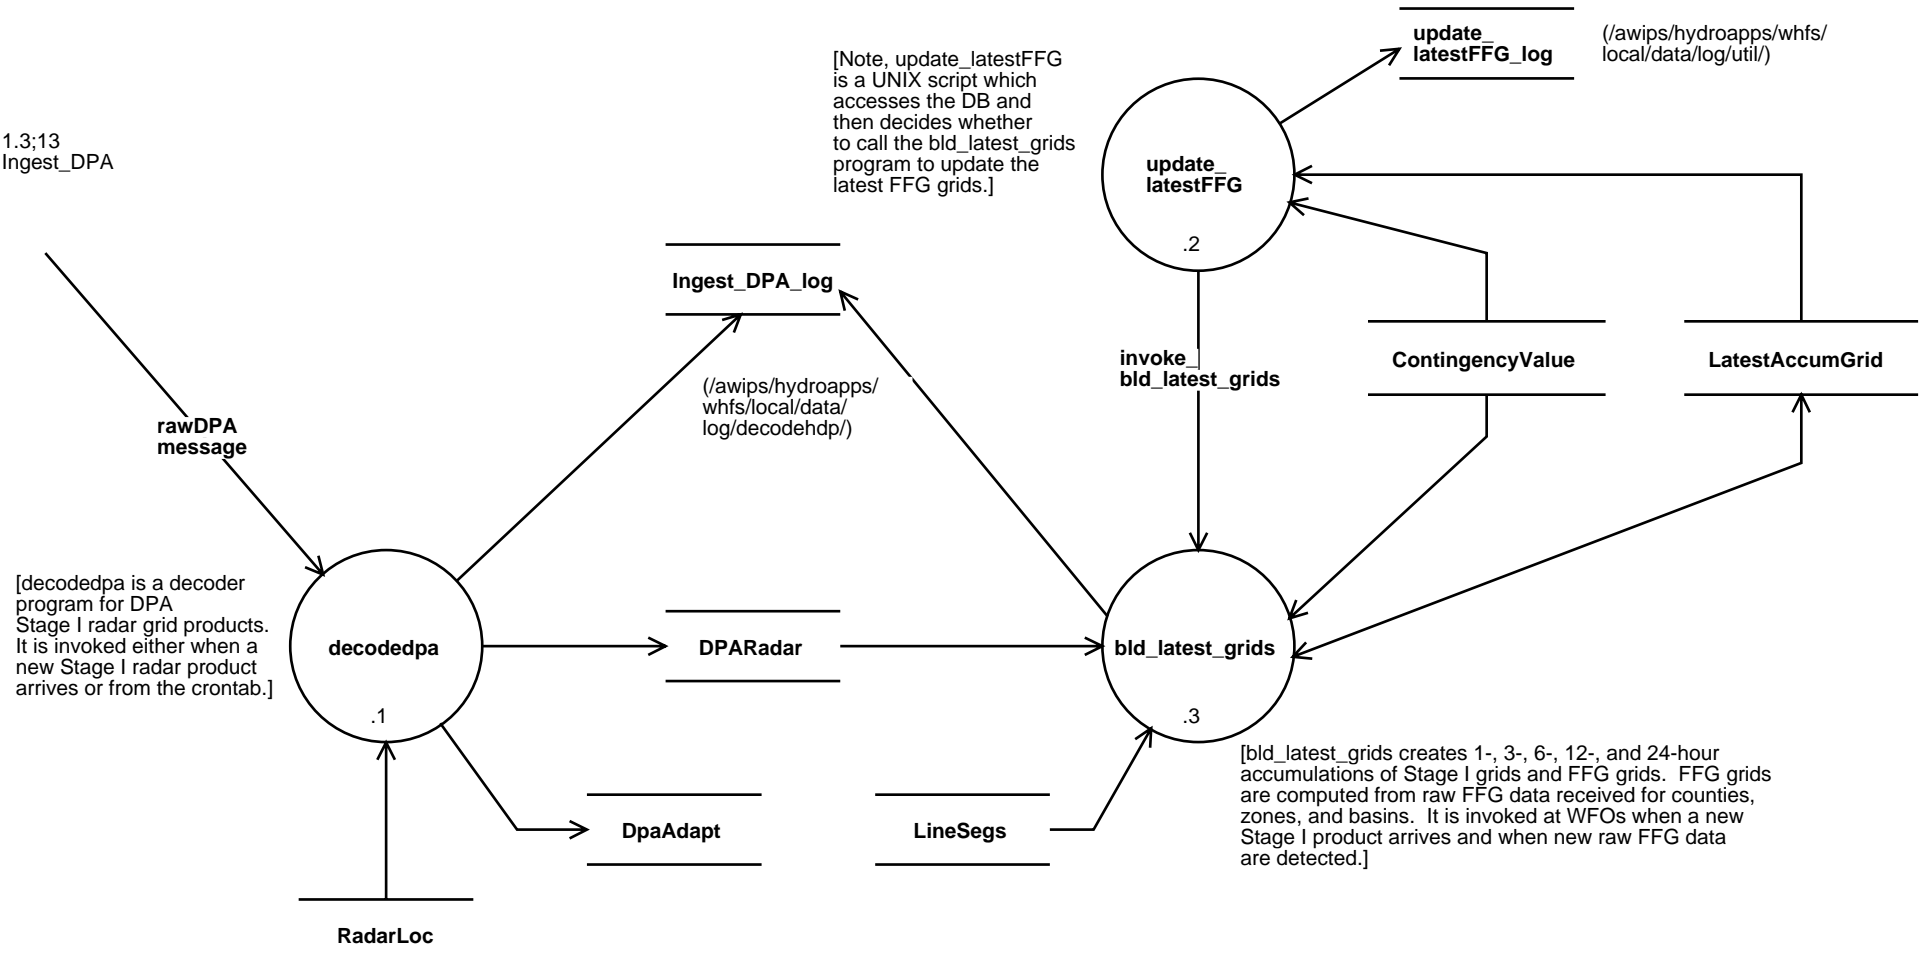 update_
latestFFG_log
(/awips/hydroapps/whfs/
local/data/log/util/)
[Note, update_latestFFG
is a UNIX script which
accesses the DB and
then decides whether
to call the bld_latest_grids
program to update the
latest FFG grids.]
1.3;13
Ingest_DPA
update_
latestFFG
.2
Ingest_DPA_log
invoke_
bld_latest_grids
ContingencyValue
LatestAccumGrid
(/awips/hydroapps/
whfs/local/data/
log/decodehdp/)
rawDPA
message
[decodedpa is a decoder
program for DPA
Stage I radar grid products.
It is invoked either when a
new Stage I radar product
arrives or from the crontab.]
decodedpa
.1
DPARadar
bld_latest_grids
.3
[bld_latest_grids creates 1-, 3-, 6-, 12-, and 24-hour
accumulations of Stage I grids and FFG grids.  FFG grids
are computed from raw FFG data received for counties,
zones, and basins.  It is invoked at WFOs when a new
Stage I product arrives and when new raw FFG data
are detected.]
DpaAdapt
LineSegs
RadarLoc